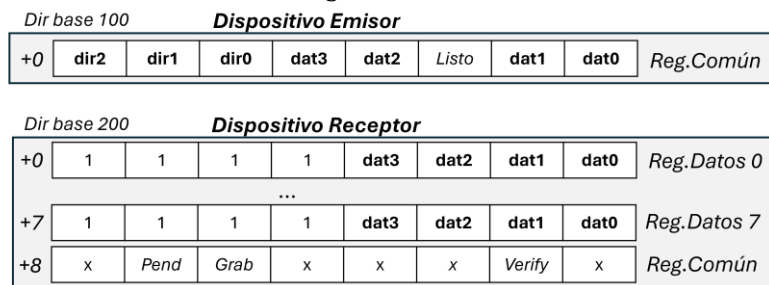 Dir base 100 Dispositivo Emisor
+0 dir2 dir1 dir0 dat3 dat2 Listo dat1 dat0 Reg.Común
Dir base 200 Dispositivo Receptor
+0 1 1 1 1 dat3 dat2 dat1 dat0 Reg.Datos 0
...
+7 1 1 1 1 dat3 dat2 dat1 dat0 Reg.Datos 7
+8 x Pend Grab x x x Verify x Reg.Común